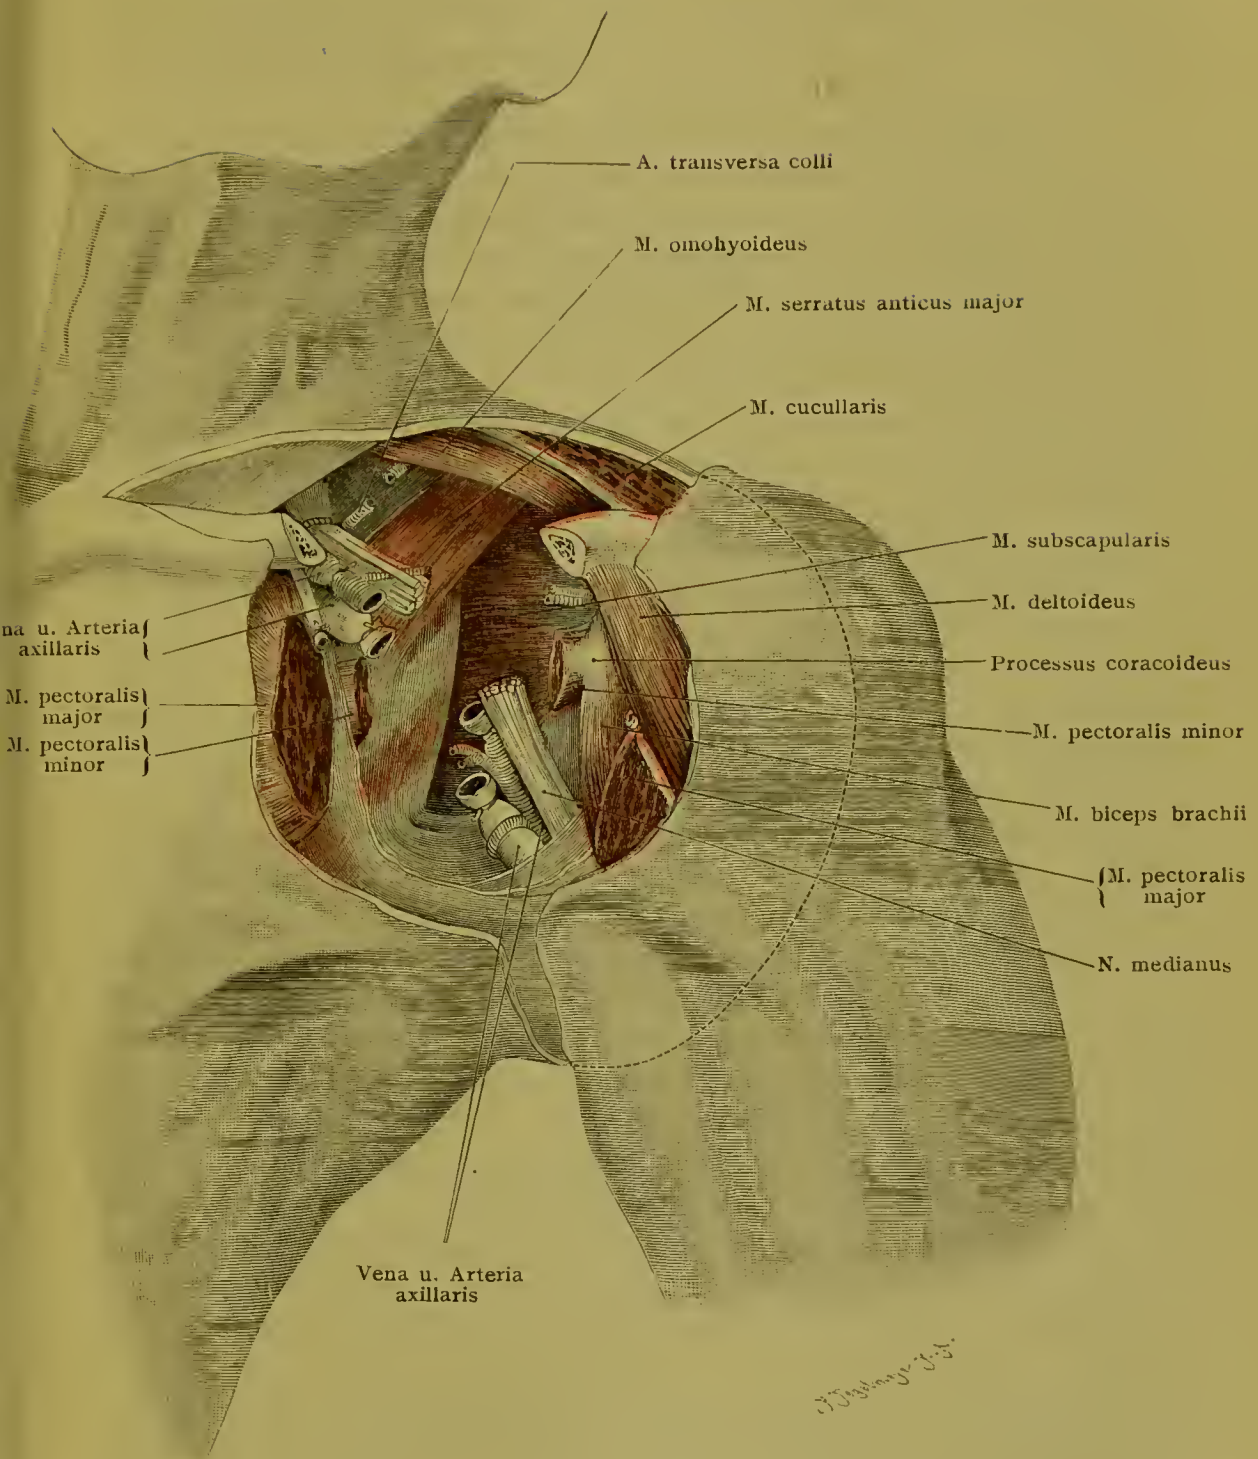 A. transversa colli
M. omohyoideus
M. serratus anticus major
M. cucullaris
M. subscapularis
M. deltoideus
Processus coracoideus
M. pectoralis minor
M. biceps brachii
M. pectoralis
major
N. medianus
na u. Arteria
axillaris
M. pectoralis
major
M. pectoralis
minor
Vena u. Arteria
axillaris